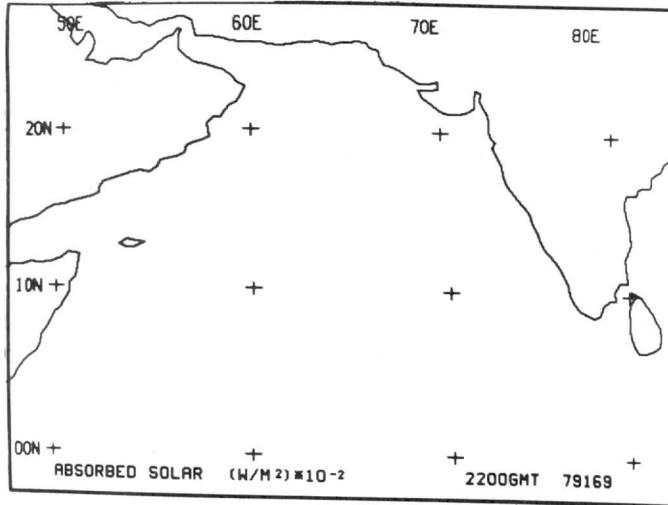 50E 60E 70E 80E
20N
10N
00N
ABSORBED SOLAR (W/M²)*10⁻² 2200GMT 79169